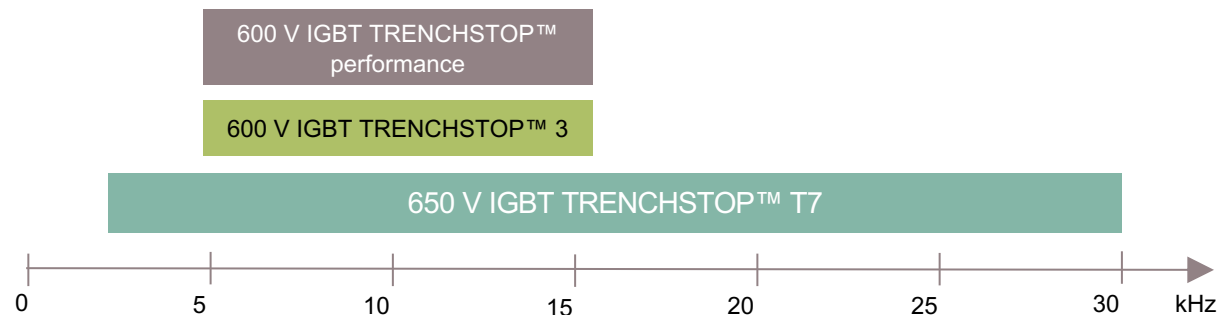 600 V IGBT TRENCHSTOP™
performance
600 V IGBT TRENCHSTOP™ 3
650 V IGBT TRENCHSTOP™ T7
0 5 10 15 20 25 30 kHz